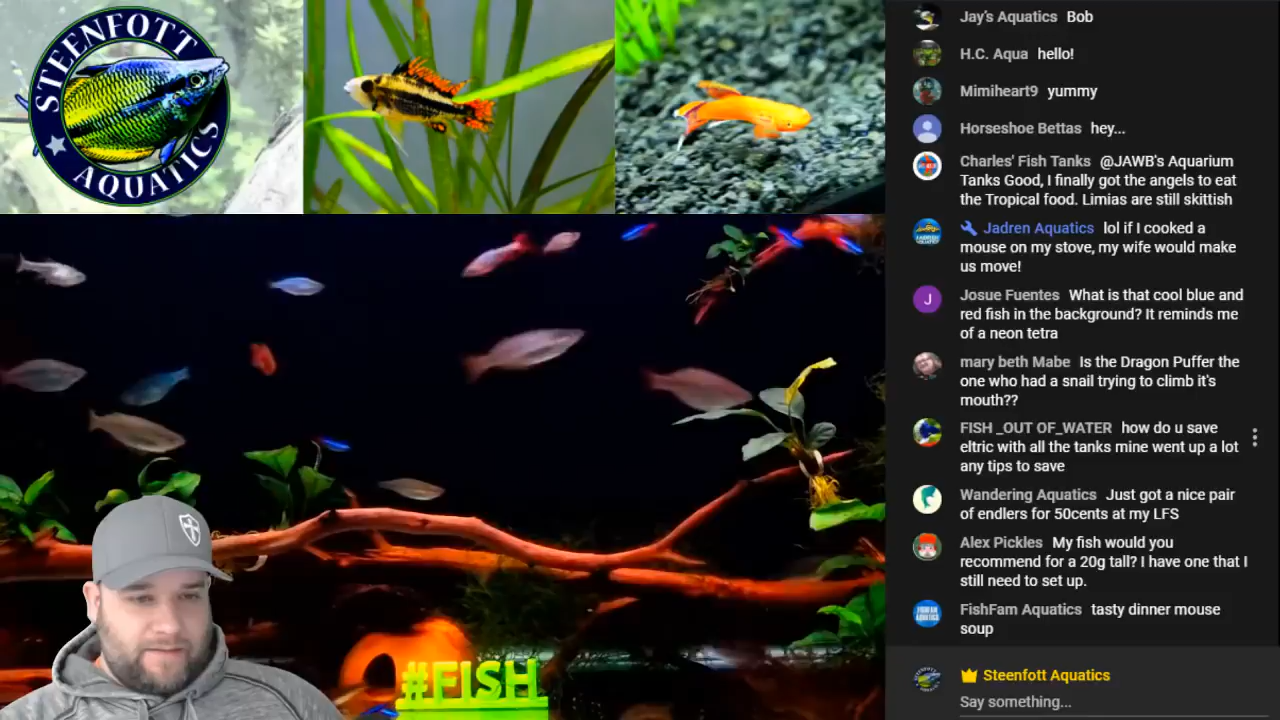 STEENFOTT
AQUATICS
#FISH
Jay's Aquatics Bob
H.C. Aqua hello!
Mimiheart9 yummy
Horseshoe Bettas hey...
Charles' Fish Tanks @JAWB's Aquarium
Tanks Good, I finally got the angels to eat
the Tropical food. Limias are still skittish
Jadren Aquatics lol if I cooked a
mouse on my stove, my wife would make
us move!
J
Josue Fuentes What is that cool blue and
red fish in the background? It reminds me
of a neon tetra
mary beth Mabe Is the Dragon Puffer the
one who had a snail trying to climb it's
mouth??
FISH _OUT OF_WATER how do u save
eltric with all the tanks mine went up a lot
any tips to save
Wandering Aquatics Just got a nice pair
of endlers for 50cents at my LFS
Alex Pickles My fish would you
recommend for a 20g tall? I have one that I
still need to set up.
FishFam Aquatics tasty dinner mouse
soup
Steenfott Aquatics
Say something...